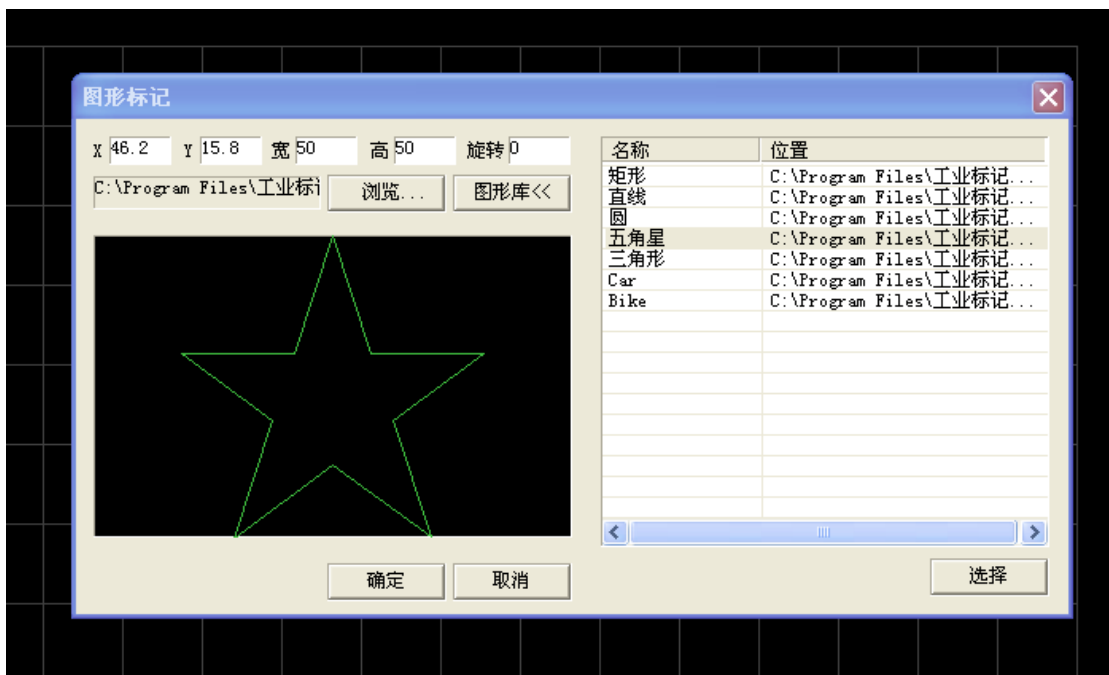 图形标记
X 46.2 Y 15.8 宽 50 高 50 旋转 0
C:\Program Files\工业标 浏览... 图形库<<
名称 位置
矩形 C:\Program Files\工业标记...
直线 C:\Program Files\工业标记...
圆 C:\Program Files\工业标记...
五角星 C:\Program Files\工业标记...
三角形 C:\Program Files\工业标记...
Car C:\Program Files\工业标记...
Bike C:\Program Files\工业标记...
确定 取消
选择